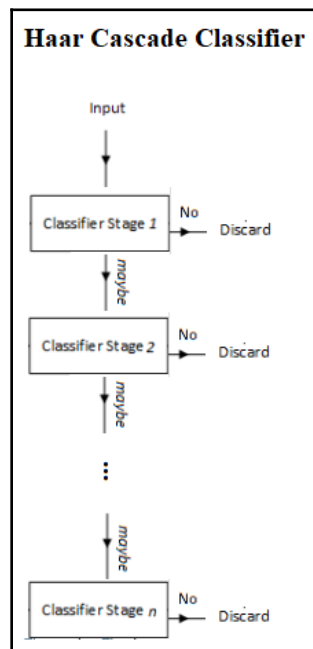 Haar Cascade Classifier
Input
No
Classifier Stage 1
Discard
maybe
No
Classifier Stage 2
Discard
maybe
...
maybe
No
Classifier Stage n
Discard